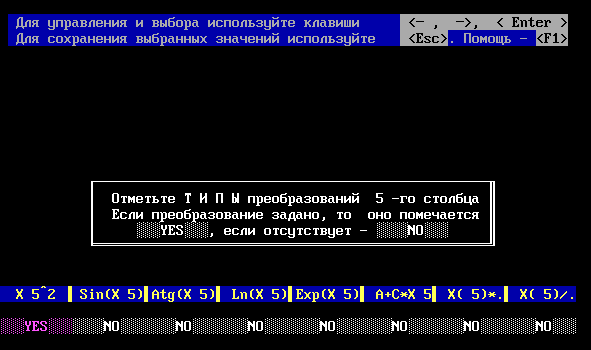 Для управления и выбора используйте клавиши <- , ->, < Enter >
Для сохранения выбранных значений используйте <Esc>. Помощь - <F1>
Отметьте Т И П Ы преобразований 5 -го столбца
Если преобразование задано, то оно помечается
YES , если отсутствует - NO
X 5^2 Sin(X 5) Atg(X 5) Ln(X 5) Exp(X 5) A+C*X 5 X( 5)*. X( 5)/.
YES NO NO NO NO NO NO NO